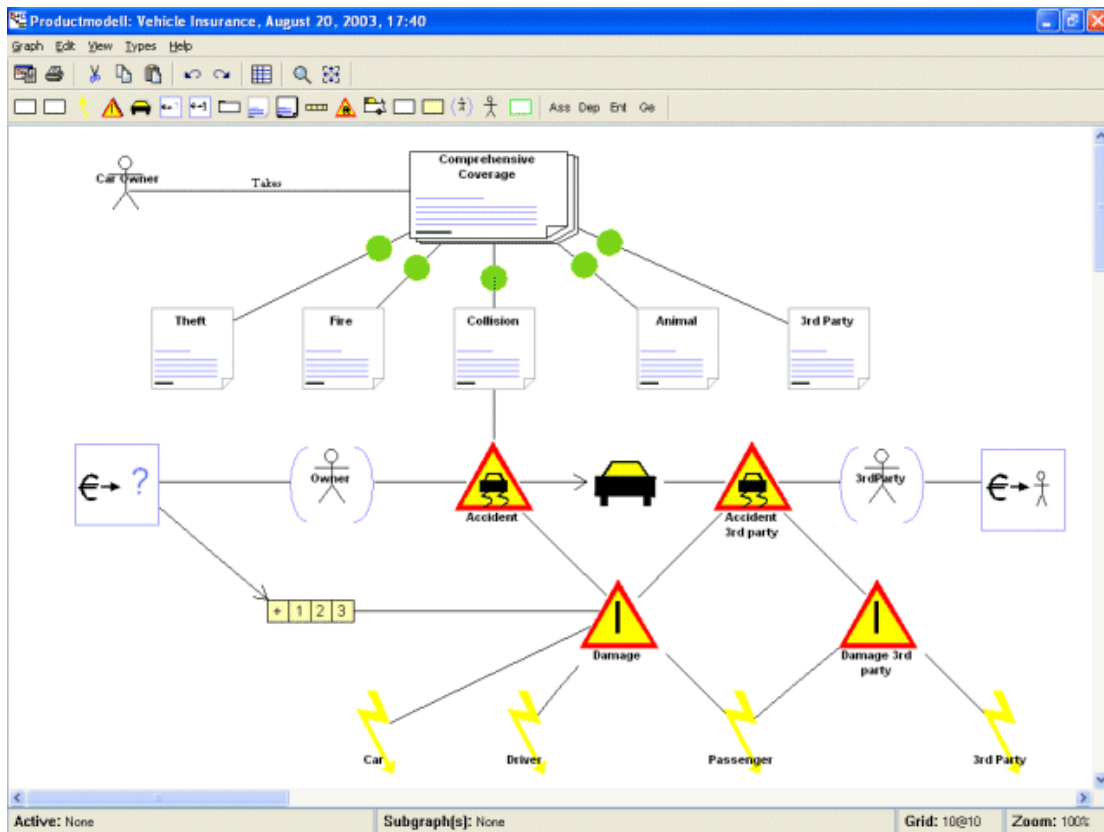 Productmodell: Vehicle Insurance, August 20, 2003, 17:40
Graph Edit View Types Help
Ass Dep Ent Ge
Comprehensive
Coverage
Car Owner
Takes
Theft
Fire
Collision
Animal
3rd Party
€ ?
Owner
3rdParty
€
Accident
Accident
3rd party
+ 1 2 3
Damage
Damage 3rd
party
Car
Driver
Passenger
3rd Party
Active: None
Subgraph(s): None
Grid: 10@10
Zoom: 100%